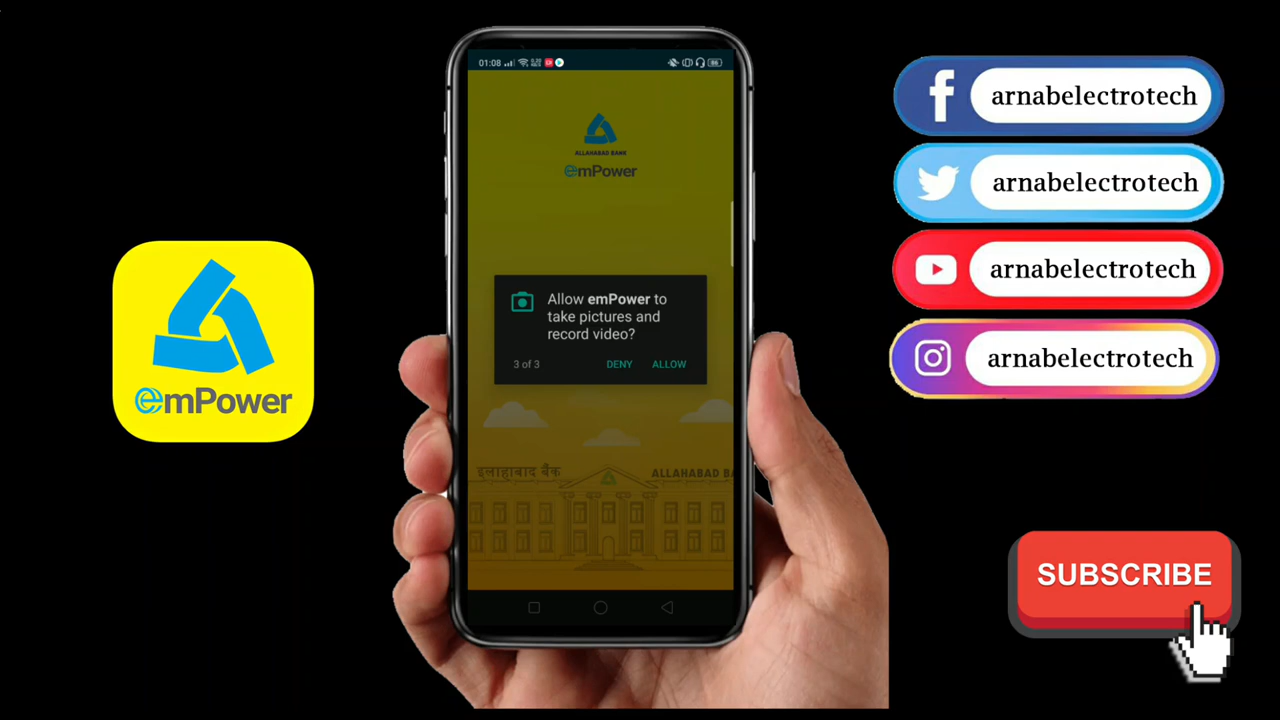 01:08
86
ALLAHABAD BANK
emPower
Allow emPower to
take pictures and
record video?
3 of 3
DENY
ALLOW
इलाहाबाद बैंक
ALLAHABAD B
emPower
arnabelectrotech
arnabelectrotech
arnabelectrotech
arnabelectrotech
SUBSCRIBE